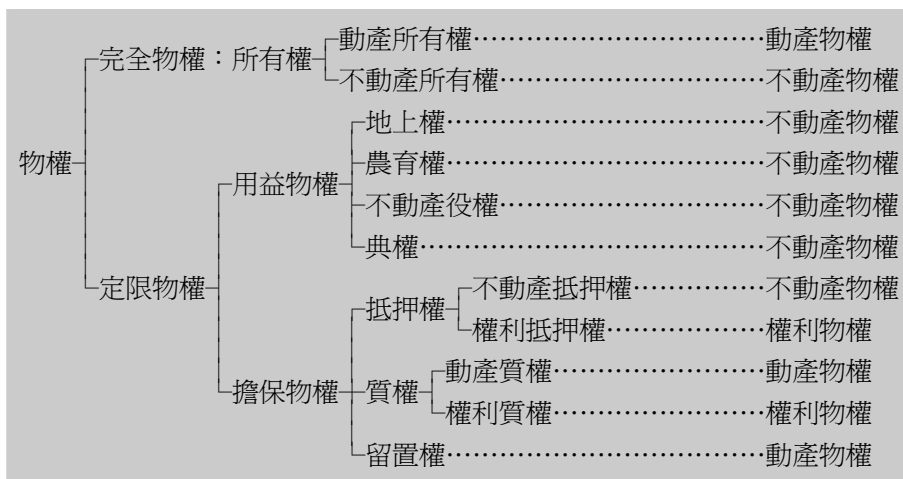 動產所有權……………………………動產物權
完全物權：所有權
不動產所有權…………………………不動產物權
地上權…………………………………不動產物權
物權
農育權…………………………………不動產物權
用益物權
不動產役權……………………………不動產物權
典權……………………………………不動產物權
定限物權
不動產抵押權……………不動產物權
抵押權
權利抵押權………………權利物權
動產質權…………………動產物權
擔保物權
質權
權利質權…………………權利物權
留置權…………………………………動產物權